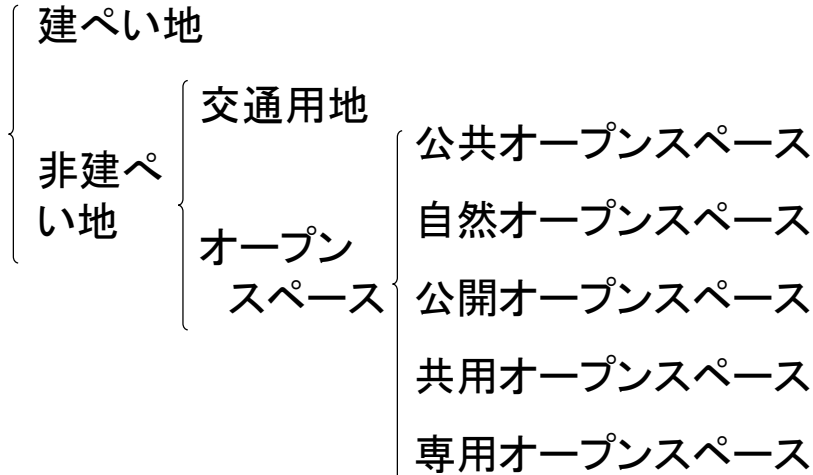 建ぺい地
非建ぺ
い地
交通用地
オープン
スペース
公共オープンスペース
自然オープンスペース
公開オープンスペース
共用オープンスペース
専用オープンスペース